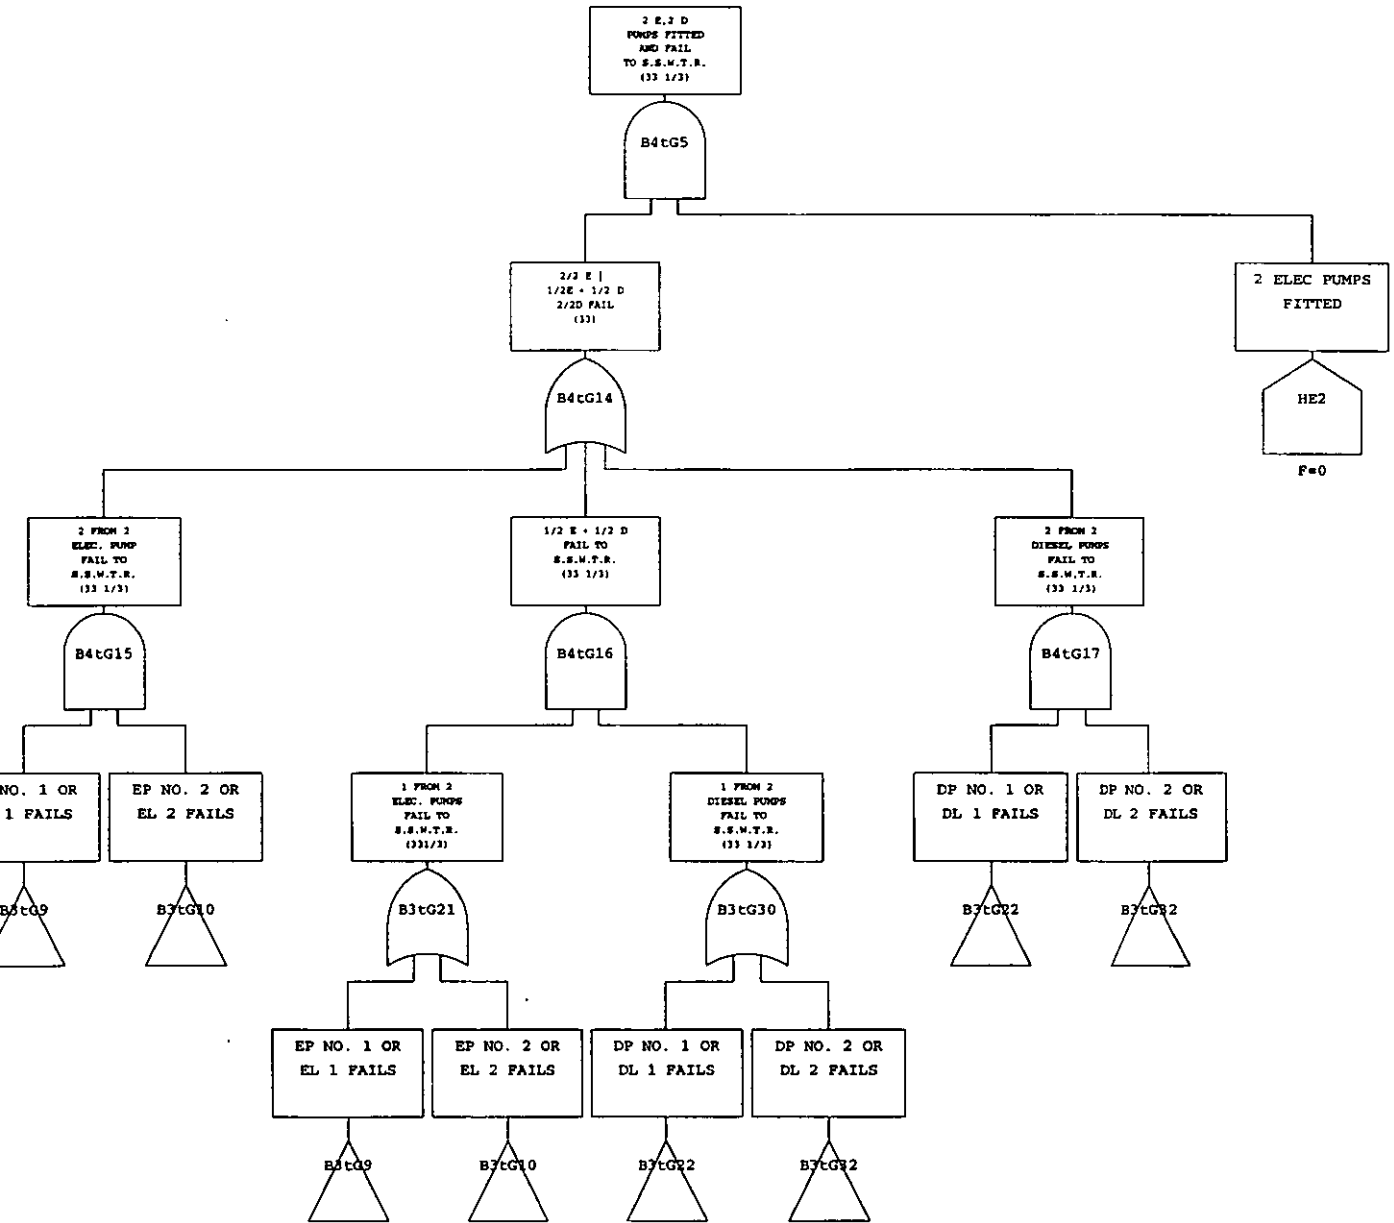 2 E,2 D
PUMPS FITTED
AND FAIL
TO S.S.W.T.R.
(33 1/3)
B4tG5
2/2 E |
1/2E + 1/2 D
2/2D FAIL
(33)
2 ELEC PUMPS
FITTED
B4tG14
HE2
F=0
2 FROM 2
ELEC. PUMP
FAIL TO
S.S.W.T.R.
(33 1/3)
1/2 E + 1/2 D
FAIL TO
S.S.W.T.R.
(33 1/3)
2 FROM 2
DIESEL PUMPS
FAIL TO
S.S.W.T.R.
(33 1/3)
B4tG15
B4tG16
B4tG17
NO. 1 OR
1 FAILS
EP NO. 2 OR
EL 2 FAILS
1 FROM 2
ELEC. PUMPS
FAIL TO
S.S.W.T.R.
(331/3)
1 FROM 2
DIESEL PUMPS
FAIL TO
S.S.W.T.R.
(33 1/3)
DP NO. 1 OR
DL 1 FAILS
DP NO. 2 OR
DL 2 FAILS
B3tG9
B3tG10
B3tG21
B3tG30
B3tG22
B3tG32
EP NO. 1 OR
EL 1 FAILS
EP NO. 2 OR
EL 2 FAILS
DP NO. 1 OR
DL 1 FAILS
DP NO. 2 OR
DL 2 FAILS
B3tG9
B3tG10
B3tG22
B3tG32